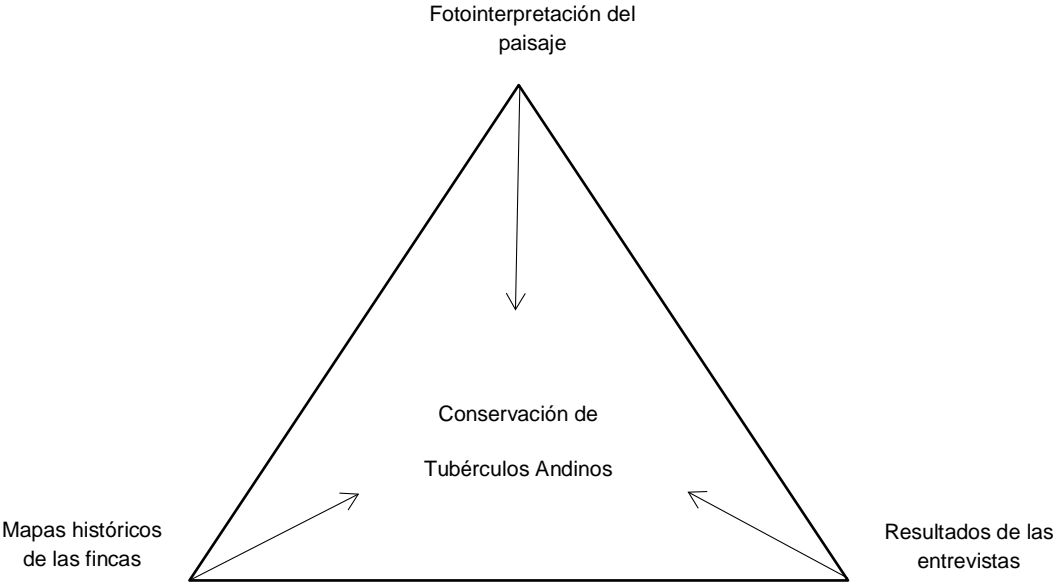 Fotointerpretación del
paisaje
Conservación de
Tubérculos Andinos
Mapas históricos
de las fincas
Resultados de las
entrevistas